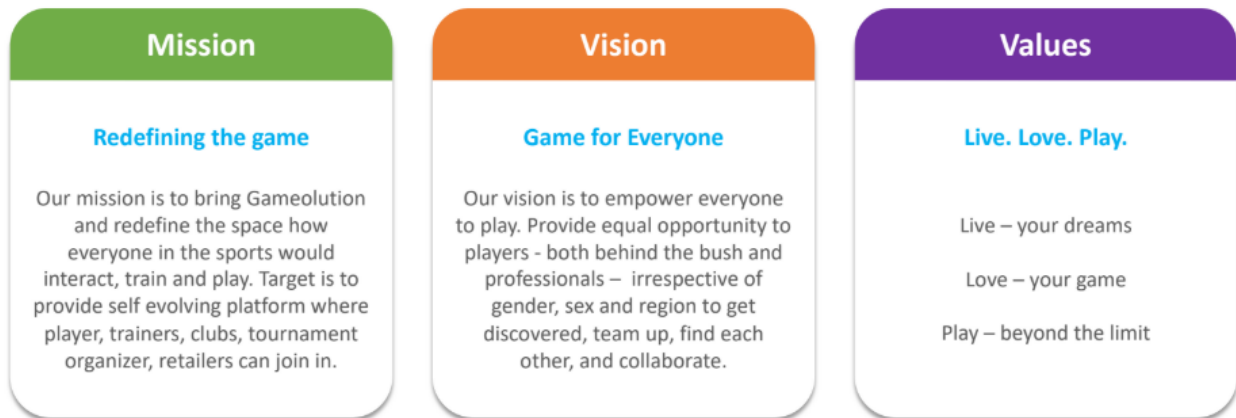 Mission
Redefining the game
Our mission is to bring Gameolution
and redefine the space how
everyone in the sports would
interact, train and play. Target is to
provide self evolving platform where
player, trainers, clubs, tournament
organizer, retailers can join in.
Vision
Game for Everyone
Our vision is to empower everyone
to play. Provide equal opportunity to
players - both behind the bush and
professionals – irrespective of
gender, sex and region to get
discovered, team up, find each
other, and collaborate.
Values
Live. Love. Play.
Live – your dreams
Love – your game
Play – beyond the limit